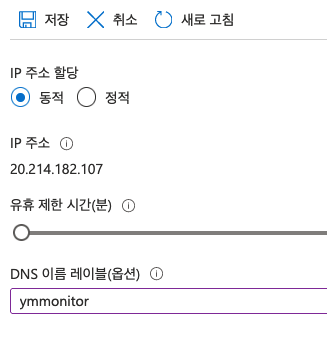 저장 취소 새로 고침
IP 주소 할당
동적 정적
IP 주소
20.214.182.107
유휴 제한 시간(분)
DNS 이름 레이블(옵션)
ymmonitor